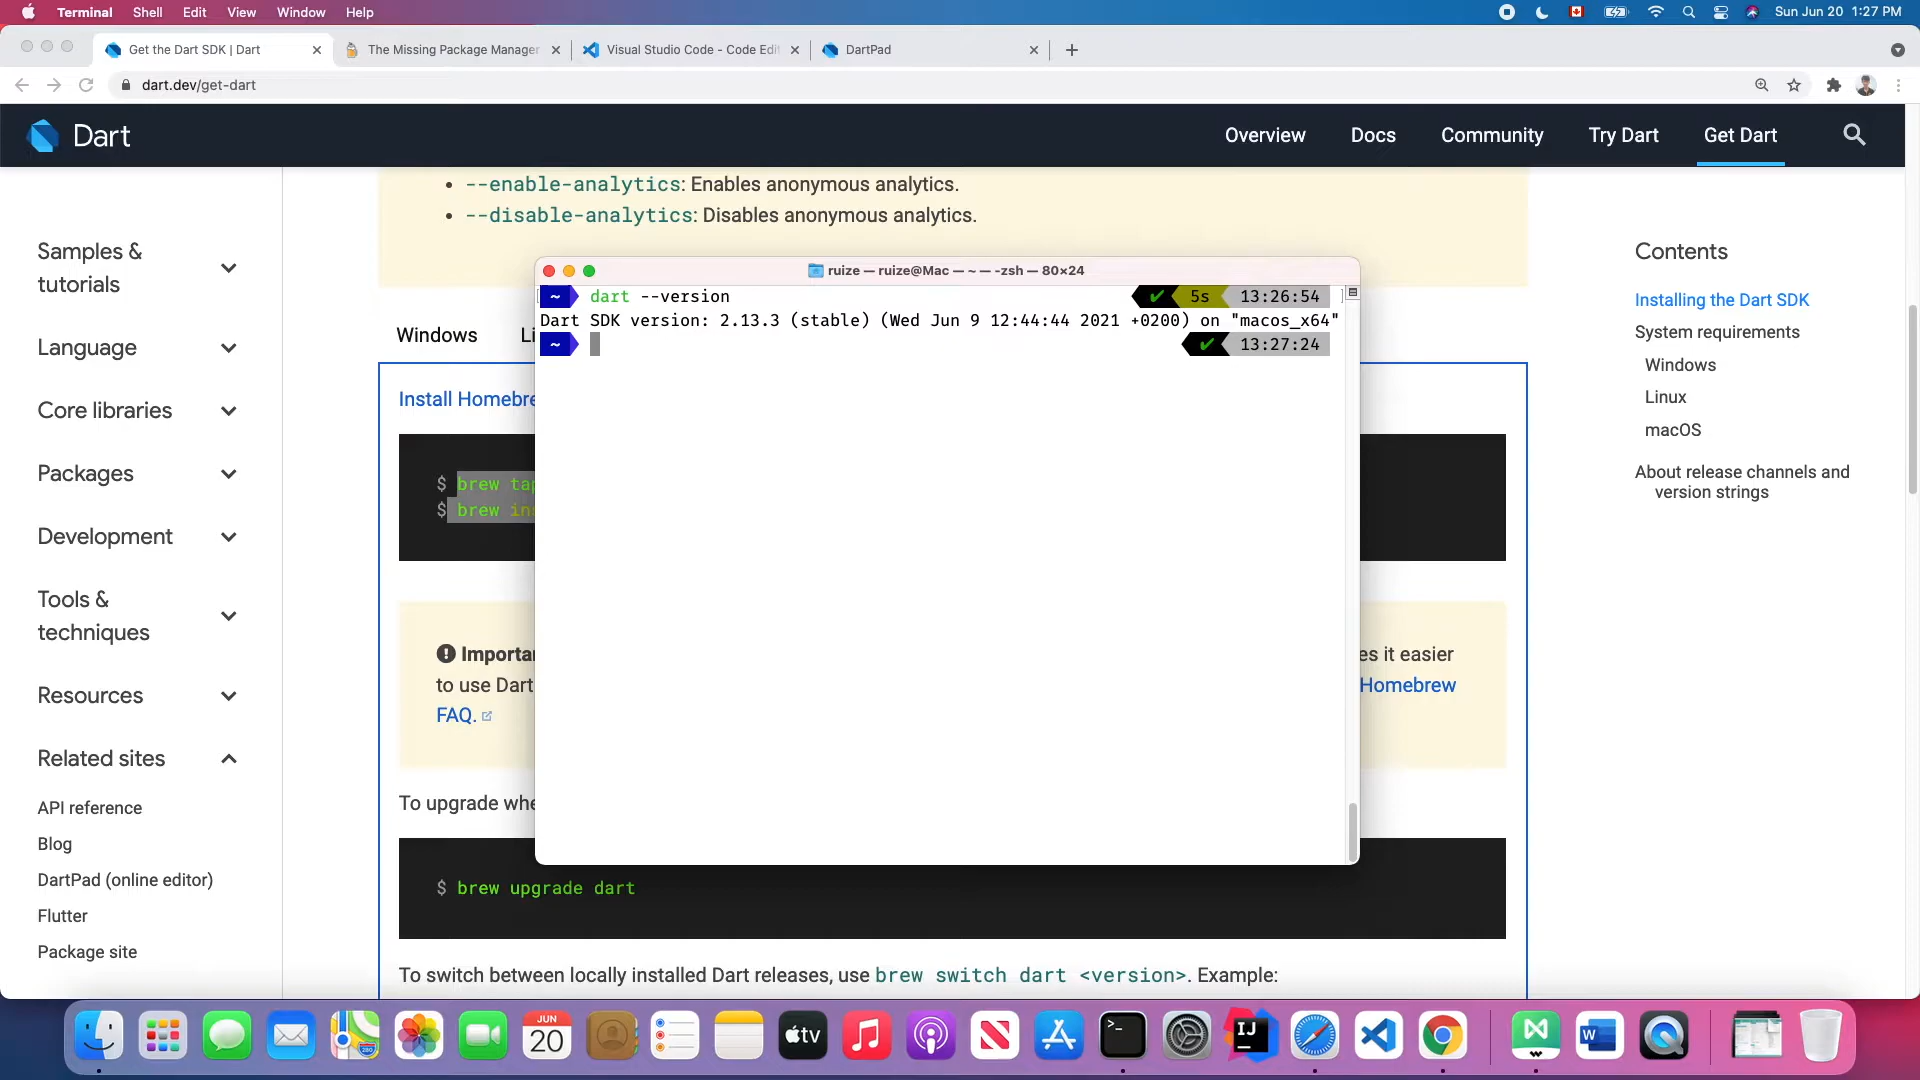 Terminal Shell Edit View Window Help
Sun Jun 20 1:27 PM
Get the Dart SDK | Dart
The Missing Package Manager
Visual Studio Code - Code Edi
DartPad
dart.dev/get-dart
Dart
Overview Docs Community Try Dart Get Dart
• --enable-analytics: Enables anonymous analytics.
• --disable-analytics: Disables anonymous analytics.
Samples &
tutorials
Language
Core libraries
Packages
Development
Tools &
techniques
Resources
Related sites
API reference
Blog
DartPad (online editor)
Flutter
Package site
Windows Li
Install Homebre
$ brew tap
$ brew ins
Importan
to use Dart
FAQ.
es it easier
Homebrew
To upgrade whe
$ brew upgrade dart
To switch between locally installed Dart releases, use brew switch dart <version>. Example:
ruize — ruize@Mac — ~ — -zsh — 80×24
~ dart --version 5s 13:26:54
Dart SDK version: 2.13.3 (stable) (Wed Jun 9 12:44:44 2021 +0200) on "macos_x64"
~ 13:27:24
Contents
Installing the Dart SDK
System requirements
Windows
Linux
macOS
About release channels and
version strings
JUN
20
tv
IJ
W